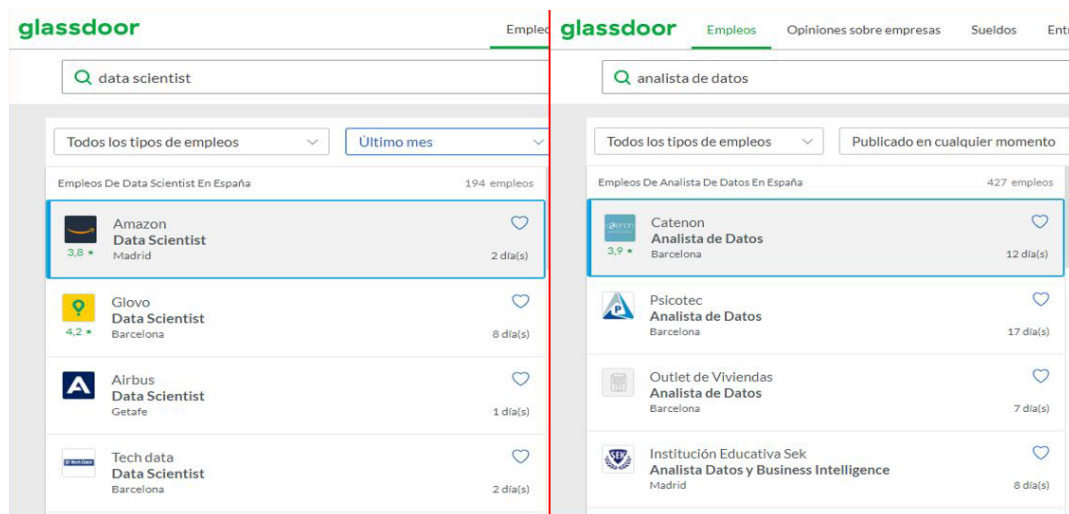 glassdoor
Empleo
data scientist
Todos los tipos de empleos
Último mes
Empleos De Data Scientist En España
194 empleos
Amazon
Data Scientist
3,8 ★
Madrid
2 día(s)
Glovo
Data Scientist
4,2 ★
Barcelona
8 día(s)
Airbus
Data Scientist
Getafe
1 día(s)
Tech data
Data Scientist
Barcelona
2 día(s)
glassdoor
Empleos
Opiniones sobre empresas
Sueldos
Ent
analista de datos
Todos los tipos de empleos
Publicado en cualquier momento
Empleos De Analista De Datos En España
427 empleos
Catenon
Analista de Datos
3,9 ★
Barcelona
12 día(s)
Psicotec
Analista de Datos
Barcelona
17 día(s)
Outlet de Viviendas
Analista de Datos
Barcelona
7 día(s)
SEK
Institución Educativa Sek
Analista Datos y Business Intelligence
Madrid
8 día(s)